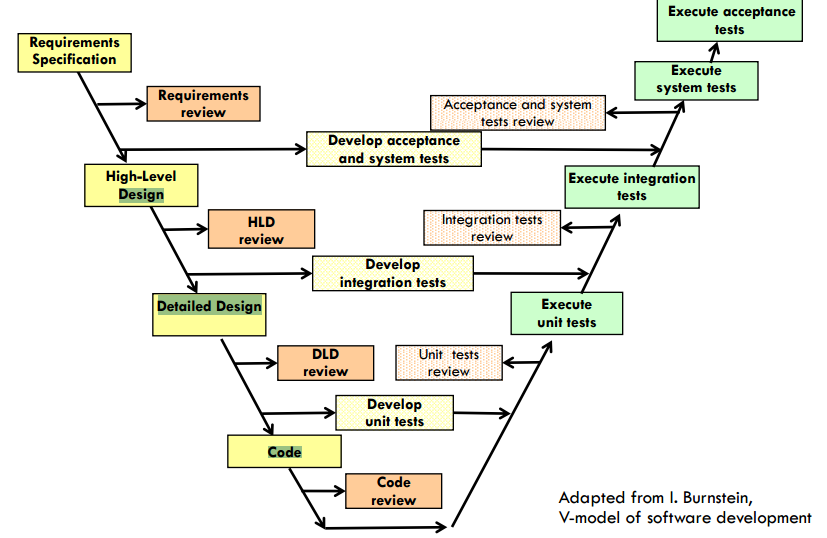 Execute acceptance
tests
Requirements
Specification
Execute
system tests
Requirements
review
Acceptance and system
tests review
Develop acceptance
and system tests
High-Level
Design
Execute integration
tests
HLD
review
Integration tests
review
Develop
integration tests
Detailed Design
Execute
unit tests
DLD
review
Unit tests
review
Develop
unit tests
Code
Code
review
Adapted from I. Burnstein,
V-model of software development